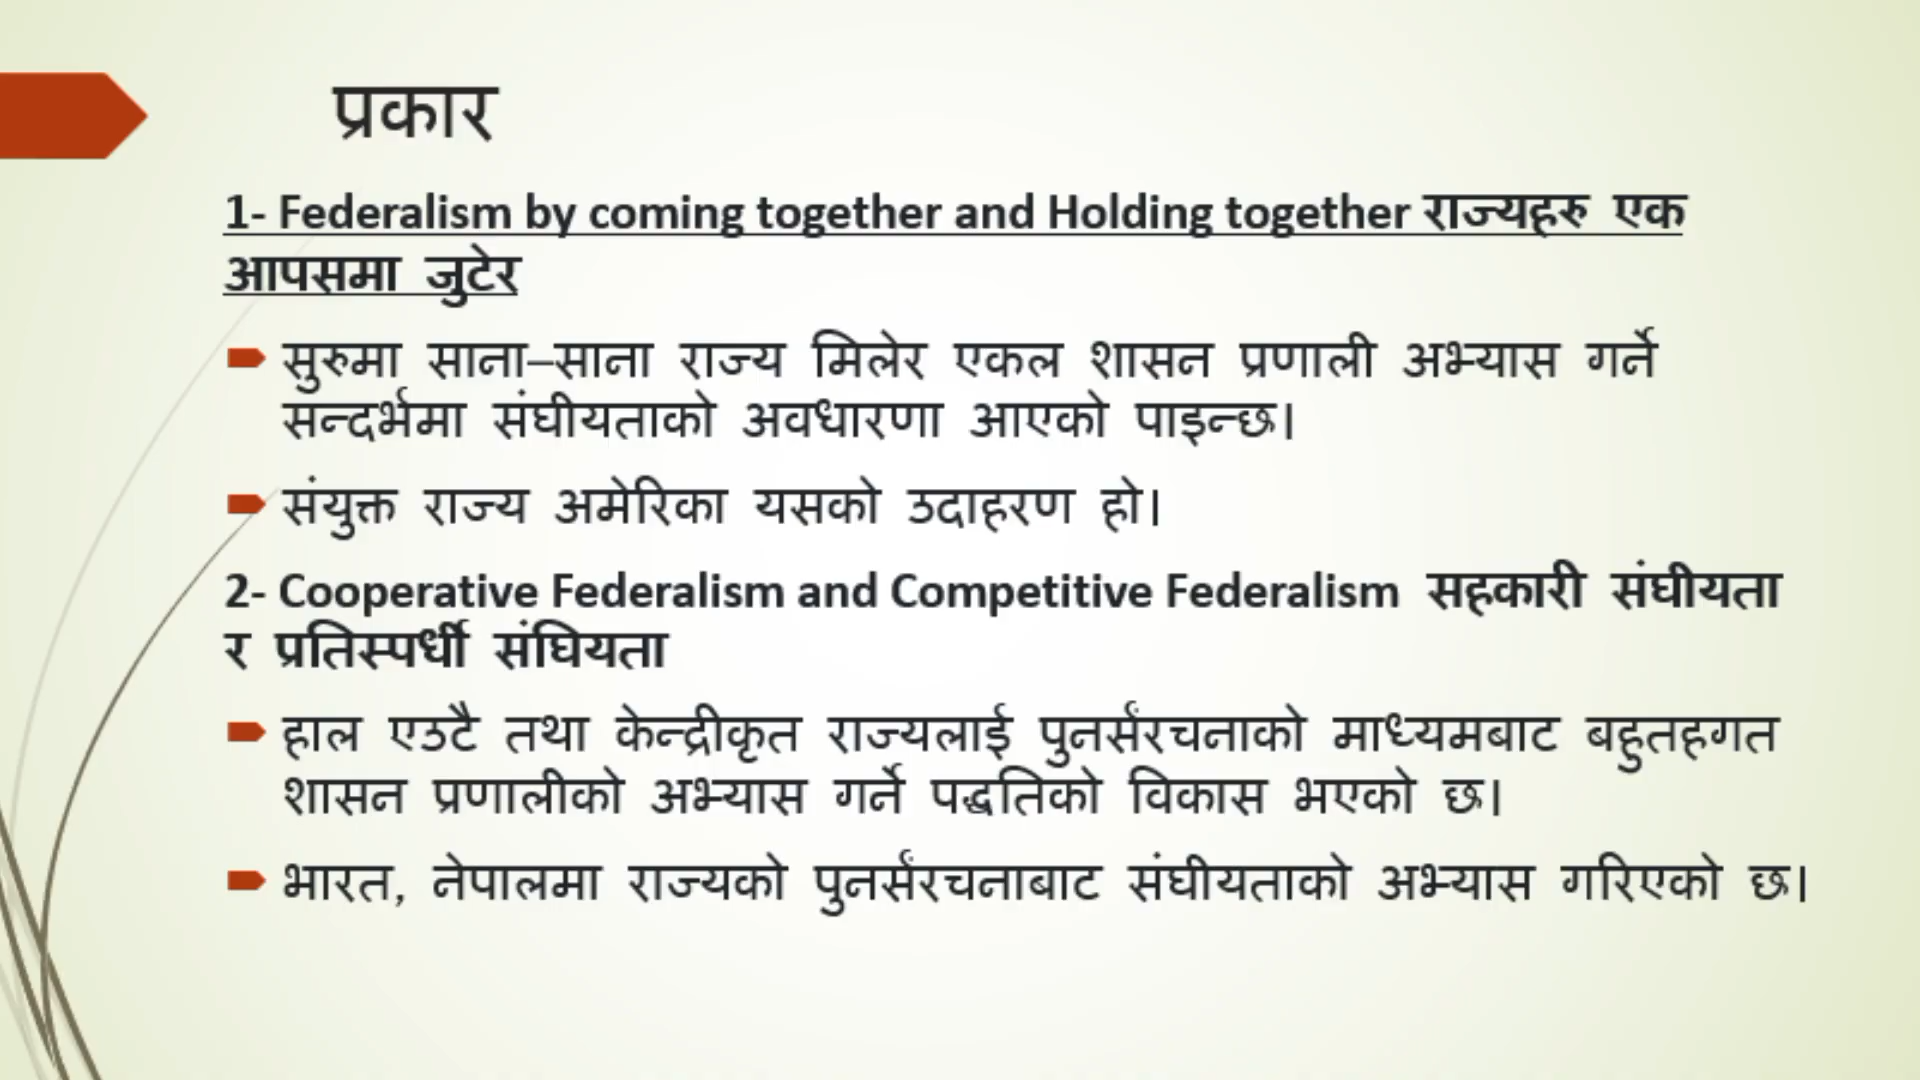 प्रकार
1- Federalism by coming together and Holding together राज्यहरु एक
आपसमा जुटेर
सुरुमा साना–साना राज्य मिलेर एकल शासन प्रणाली अभ्यास गर्ने
सन्दर्भमा संघीयताको अवधारणा आएको पाइन्छ।
संयुक्त राज्य अमेरिका यसको उदाहरण हो।
2- Cooperative Federalism and Competitive Federalism सहकारी संघीयता
र प्रतिस्पर्धी संघियता
हाल एउटै तथा केन्द्रीकृत राज्यलाई पुनर्संरचनाको माध्यमबाट बहुतहगत
शासन प्रणालीको अभ्यास गर्ने पद्धतिको विकास भएको छ।
भारत, नेपालमा राज्यको पुनर्संरचनाबाट संघीयताको अभ्यास गरिएको छ।